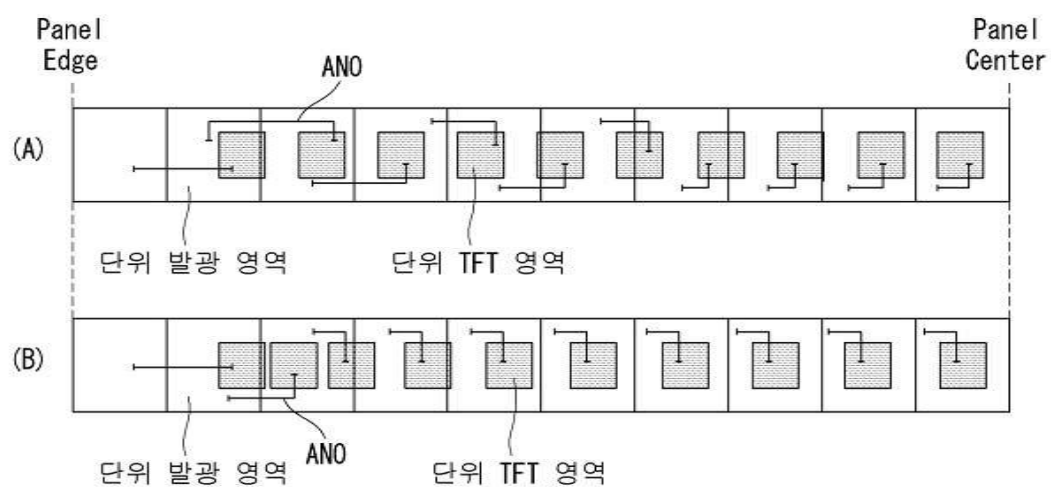 Panel
Edge
Panel
Center
ANO
(A)
단위 발광 영역
단위 TFT 영역
(B)
단위 발광 영역
ANO
단위 TFT 영역